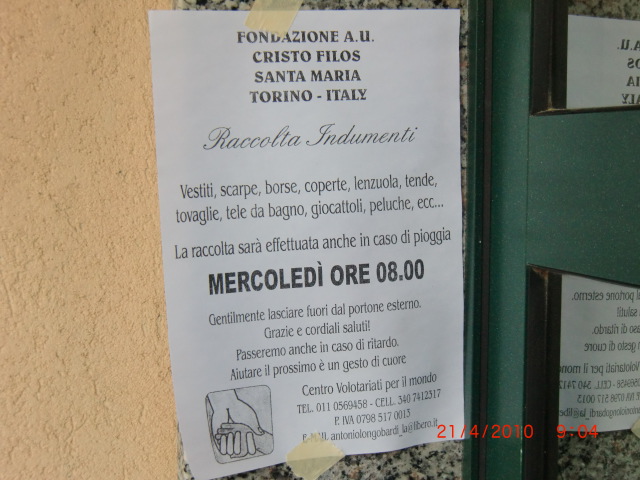 FONDAZIONE A.U.
CRISTO FILOS
SANTA MARIA
TORINO - ITALY
Raccolta Indumenti
Vestiti, scarpe, borse, coperte, lenzuola, tende,
tovaglie, tele da bagno, giocattoli, peluche, ecc...
La raccolta sarà effettuata anche in caso di pioggia
MERCOLEDÌ ORE 08.00
Gentilmente lasciare fuori dal portone esterno.
Grazie e cordiali saluti!
Passeremo anche in caso di ritardo.
Aiutare il prossimo è un gesto di cuore
Centro Volotariati per il mondo
TEL. 011 0569458 - CELL. 340 7412317
P. IVA 0798 517 0013
antoniolongobardi_la@libero.it
21/4/2010 9:04